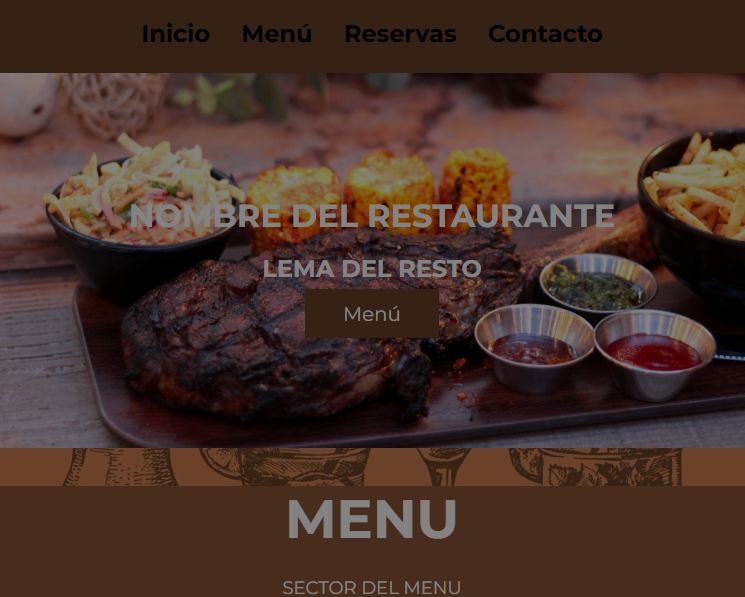 Inicio Menú Reservas Contacto
NOMBRE DEL RESTAURANTE
LEMA DEL RESTO
Menú
MENU
SECTOR DEL MENU